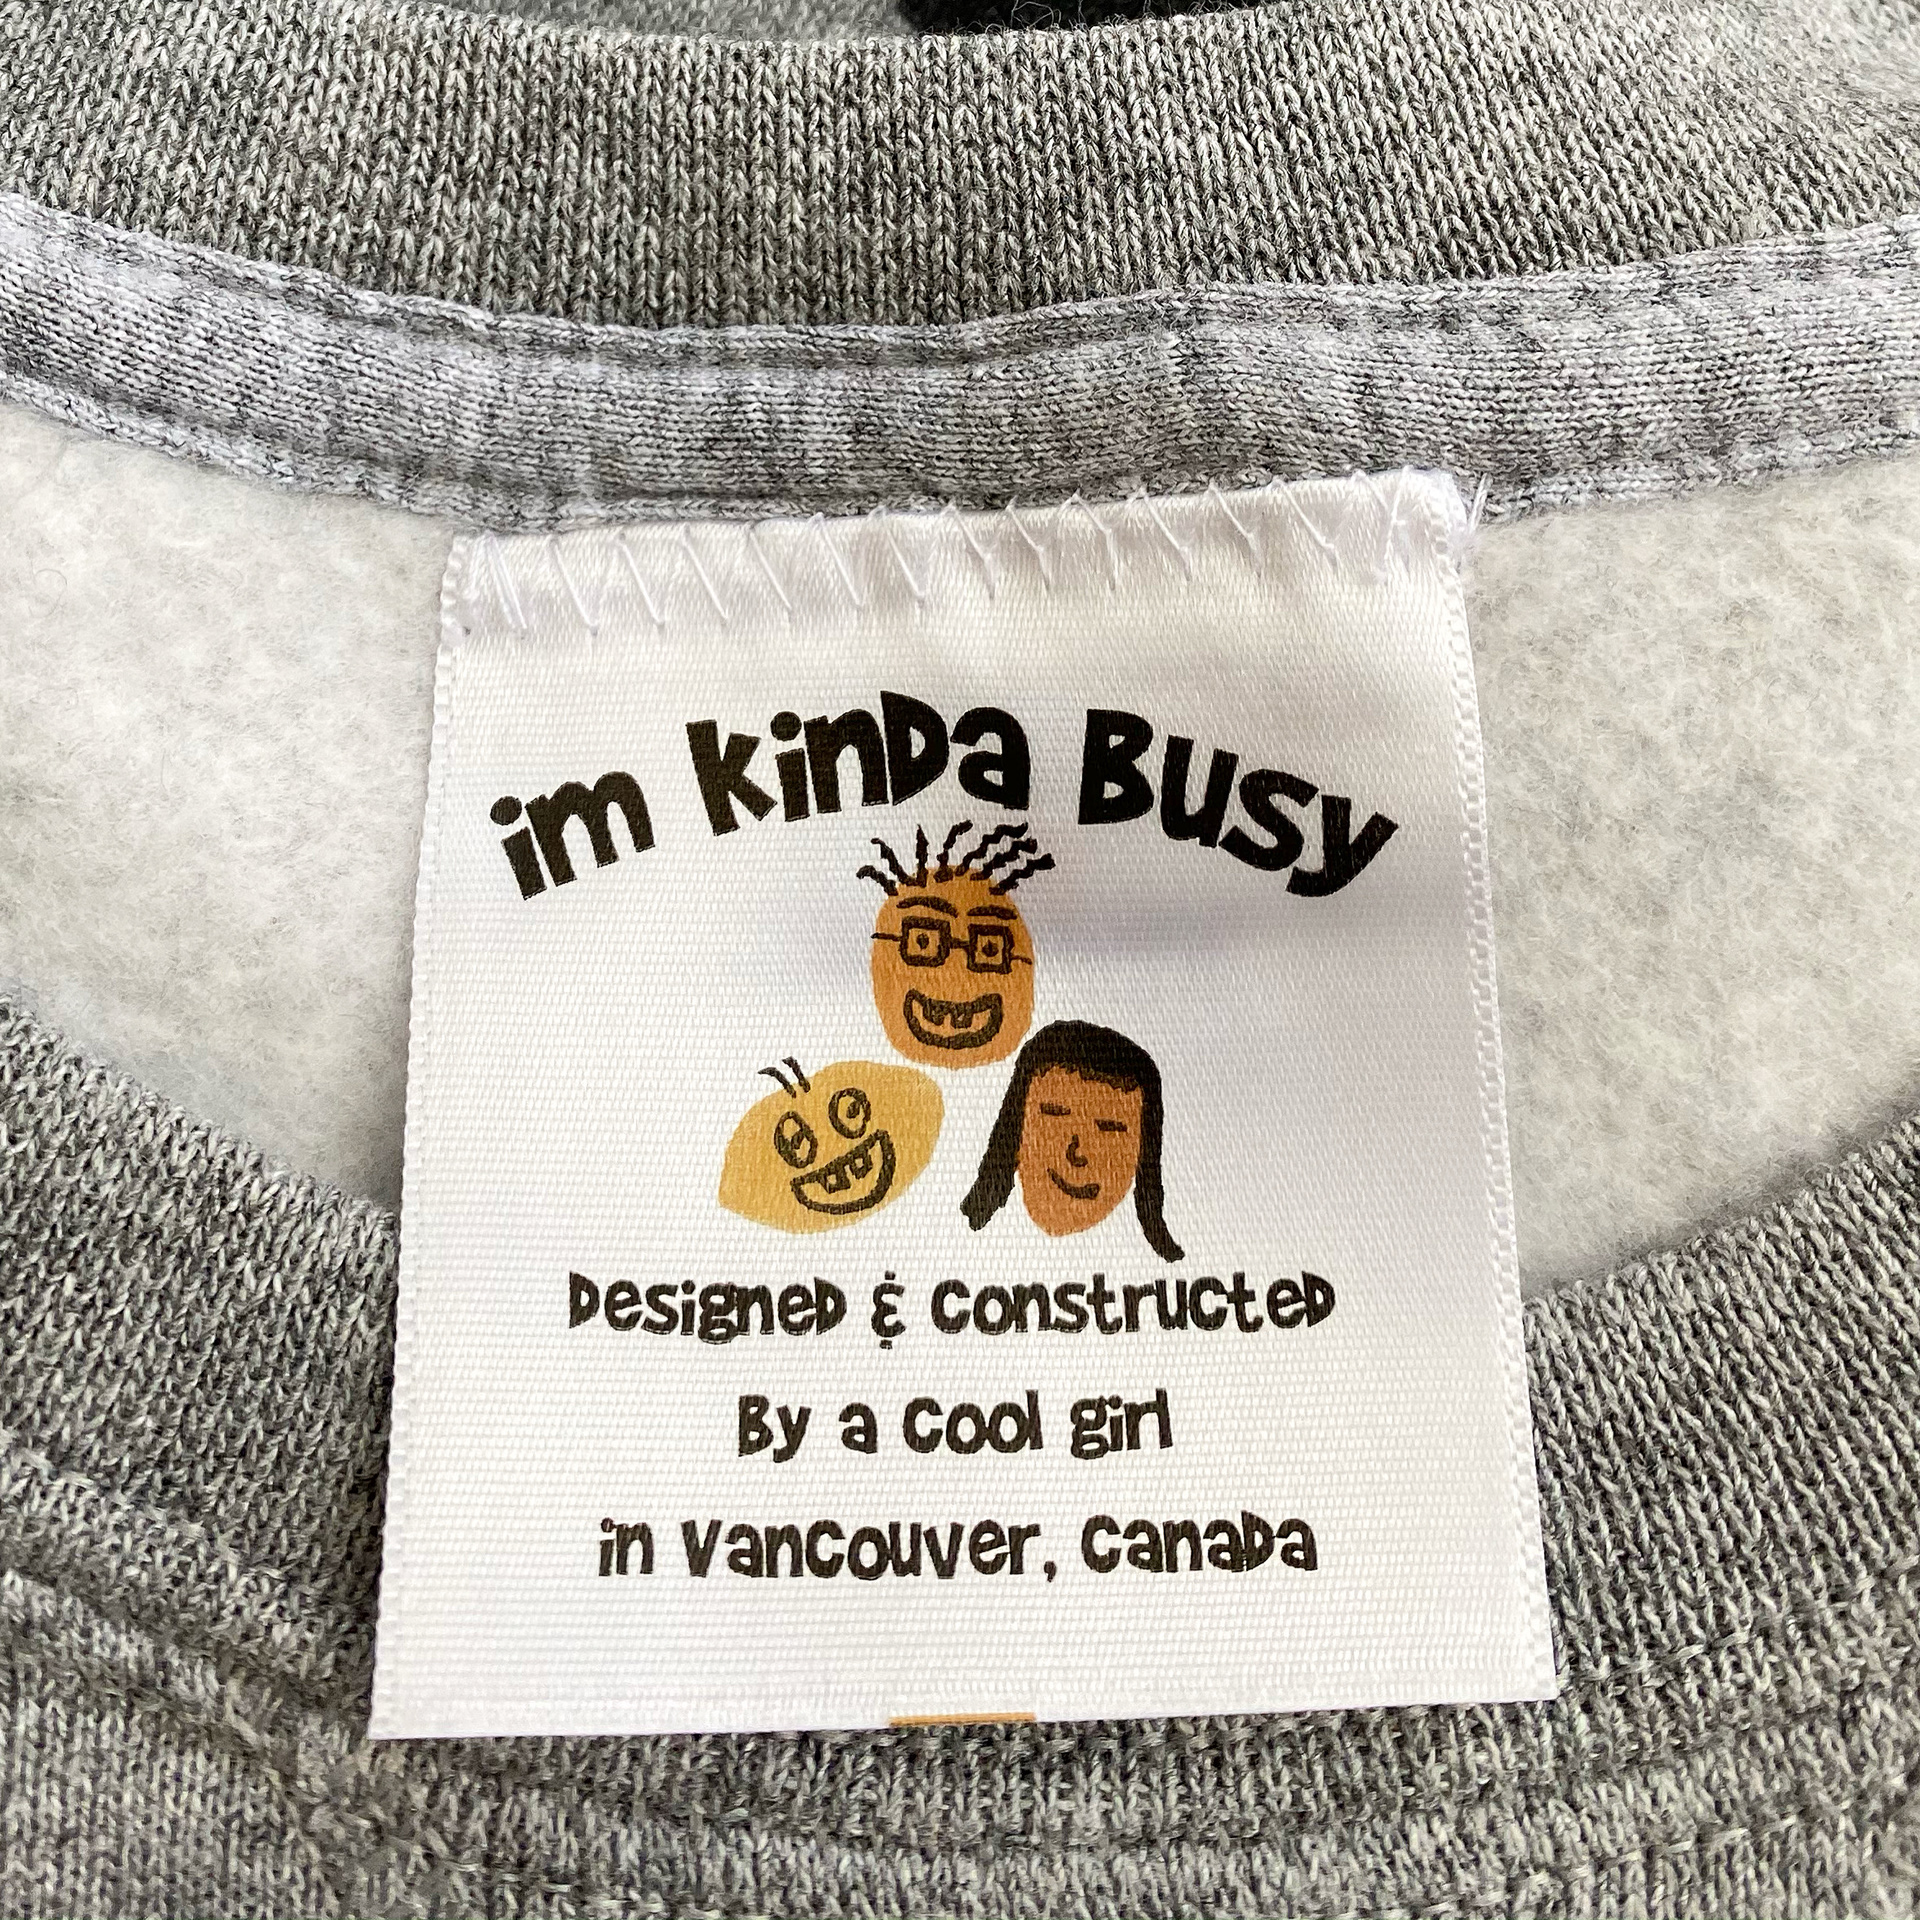 im kinDa Busy
Designed & constructed
By a cool girl
in Vancouver, Canada